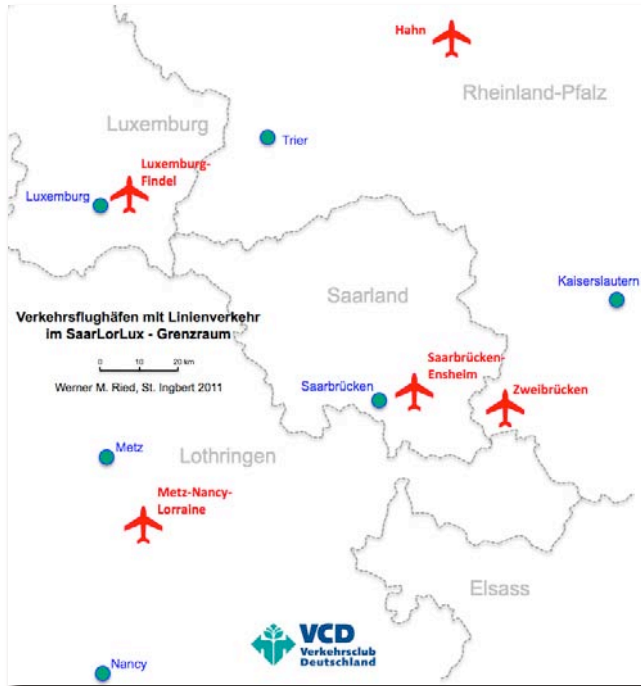 Hahn
Rheinland-Pfalz
Luxemburg
Trier
Luxemburg-
Findel
Luxemburg
Kaiserslautern
Saarland
Verkehrsflughäfen mit Linienverkehr
im SaarLorLux - Grenzraum
0 10 20 km
Werner M. Ried, St. Ingbert 2011
Saarbrücken-
Ensheim
Saarbrücken
Zweibrücken
Metz
Lothringen
Metz-Nancy-
Lorraine
Elsass
VCD
Verkehrsclub
Deutschland
Nancy